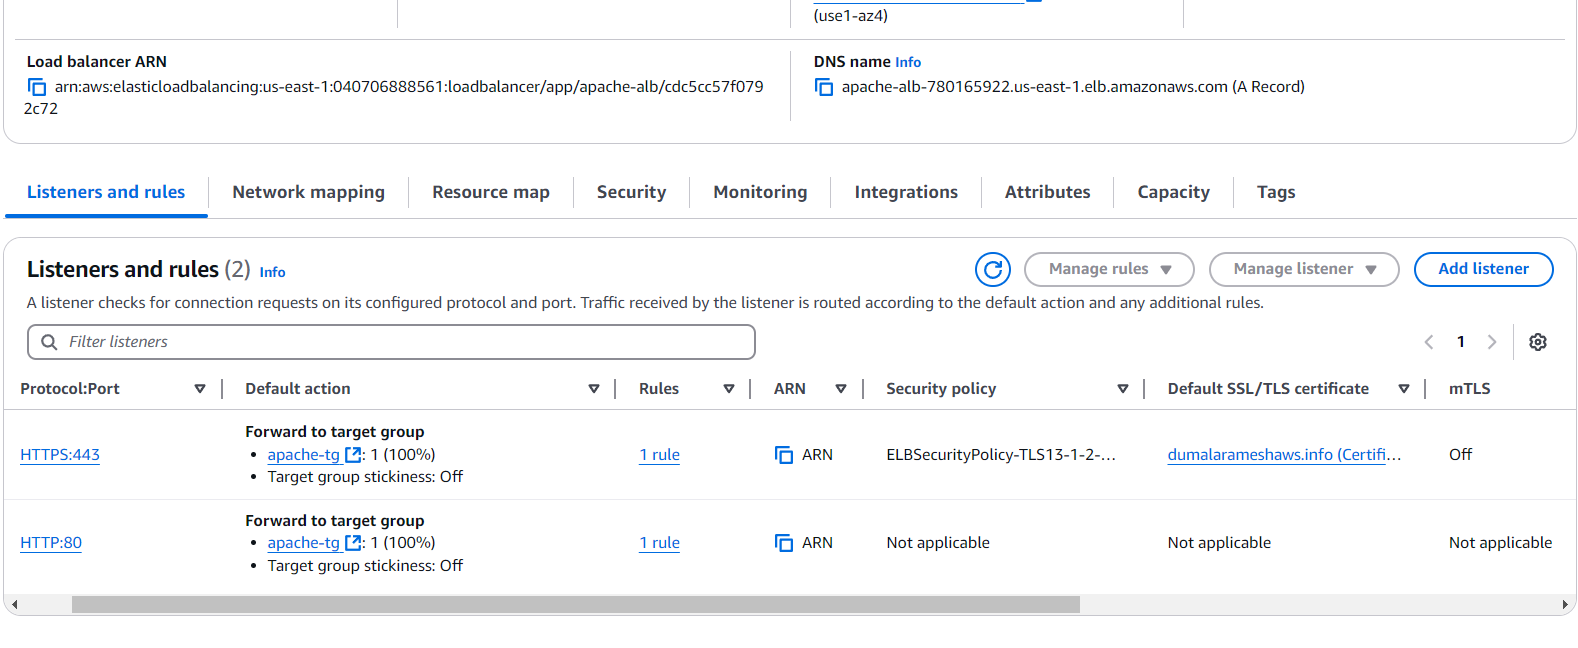 (use1-az4)
Load balancer ARN
DNS name Info
arn:aws:elasticloadbalancing:us-east-1:040706888561:loadbalancer/app/apache-alb/cdc5cc57f079
2c72
apache-alb-780165922.us-east-1.elb.amazonaws.com (A Record)
Listeners and rules Network mapping Resource map Security Monitoring Integrations Attributes Capacity Tags
Listeners and rules (2) Info
Manage rules Manage listener Add listener
A listener checks for connection requests on its configured protocol and port. Traffic received by the listener is routed according to the default action and any additional rules.
Filter listeners
1
Protocol:Port Default action Rules ARN Security policy Default SSL/TLS certificate mTLS
Forward to target group
HTTPS:443 • apache-tg : 1 (100%) 1 rule ARN ELBSecurityPolicy-TLS13-1-2-... dumalarameshaws.info (Certifi... Off
• Target group stickiness: Off
Forward to target group
HTTP:80 • apache-tg : 1 (100%) 1 rule ARN Not applicable Not applicable Not applicable
• Target group stickiness: Off